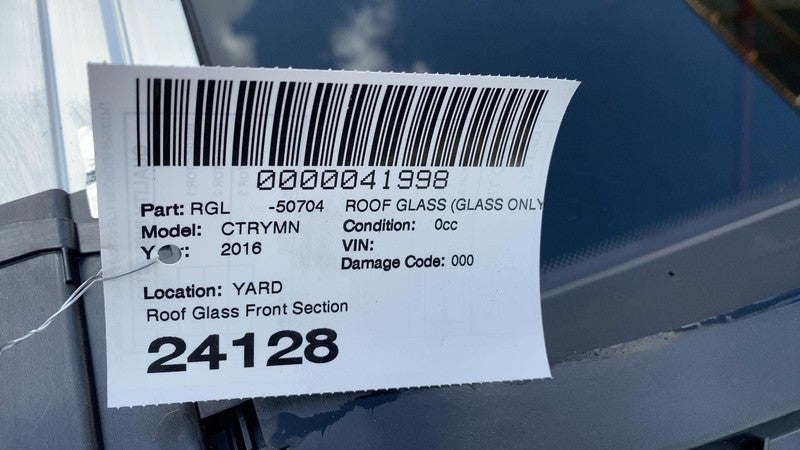 0000041998
Part: RGL -50704 ROOF GLASS (GLASS ONLY
Model: CTRYMN Condition: 0cc
2016 VIN:
Damage Code: 000
Location: YARD
Roof Glass Front Section
24128